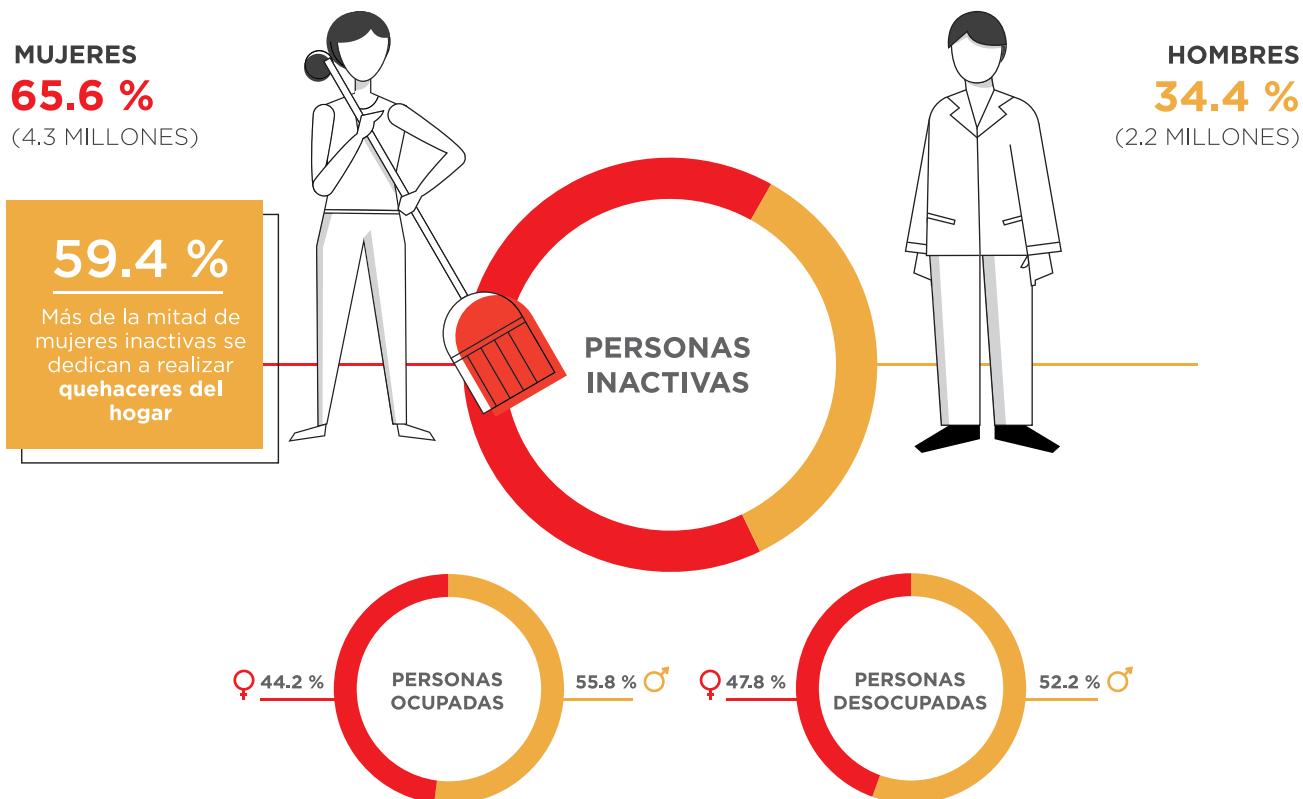 MUJERES
65.6 %
(4.3 MILLONES)
HOMBRES
34.4 %
(2.2 MILLONES)
59.4 %
Más de la mitad de
mujeres inactivas se
dedican a realizar
quehaceres del
hogar
PERSONAS
INACTIVAS
♀ 44.2 %
PERSONAS
OCUPADAS
55.8 % ♂
♀ 47.8 %
PERSONAS
DESOCUPADAS
52.2 % ♂